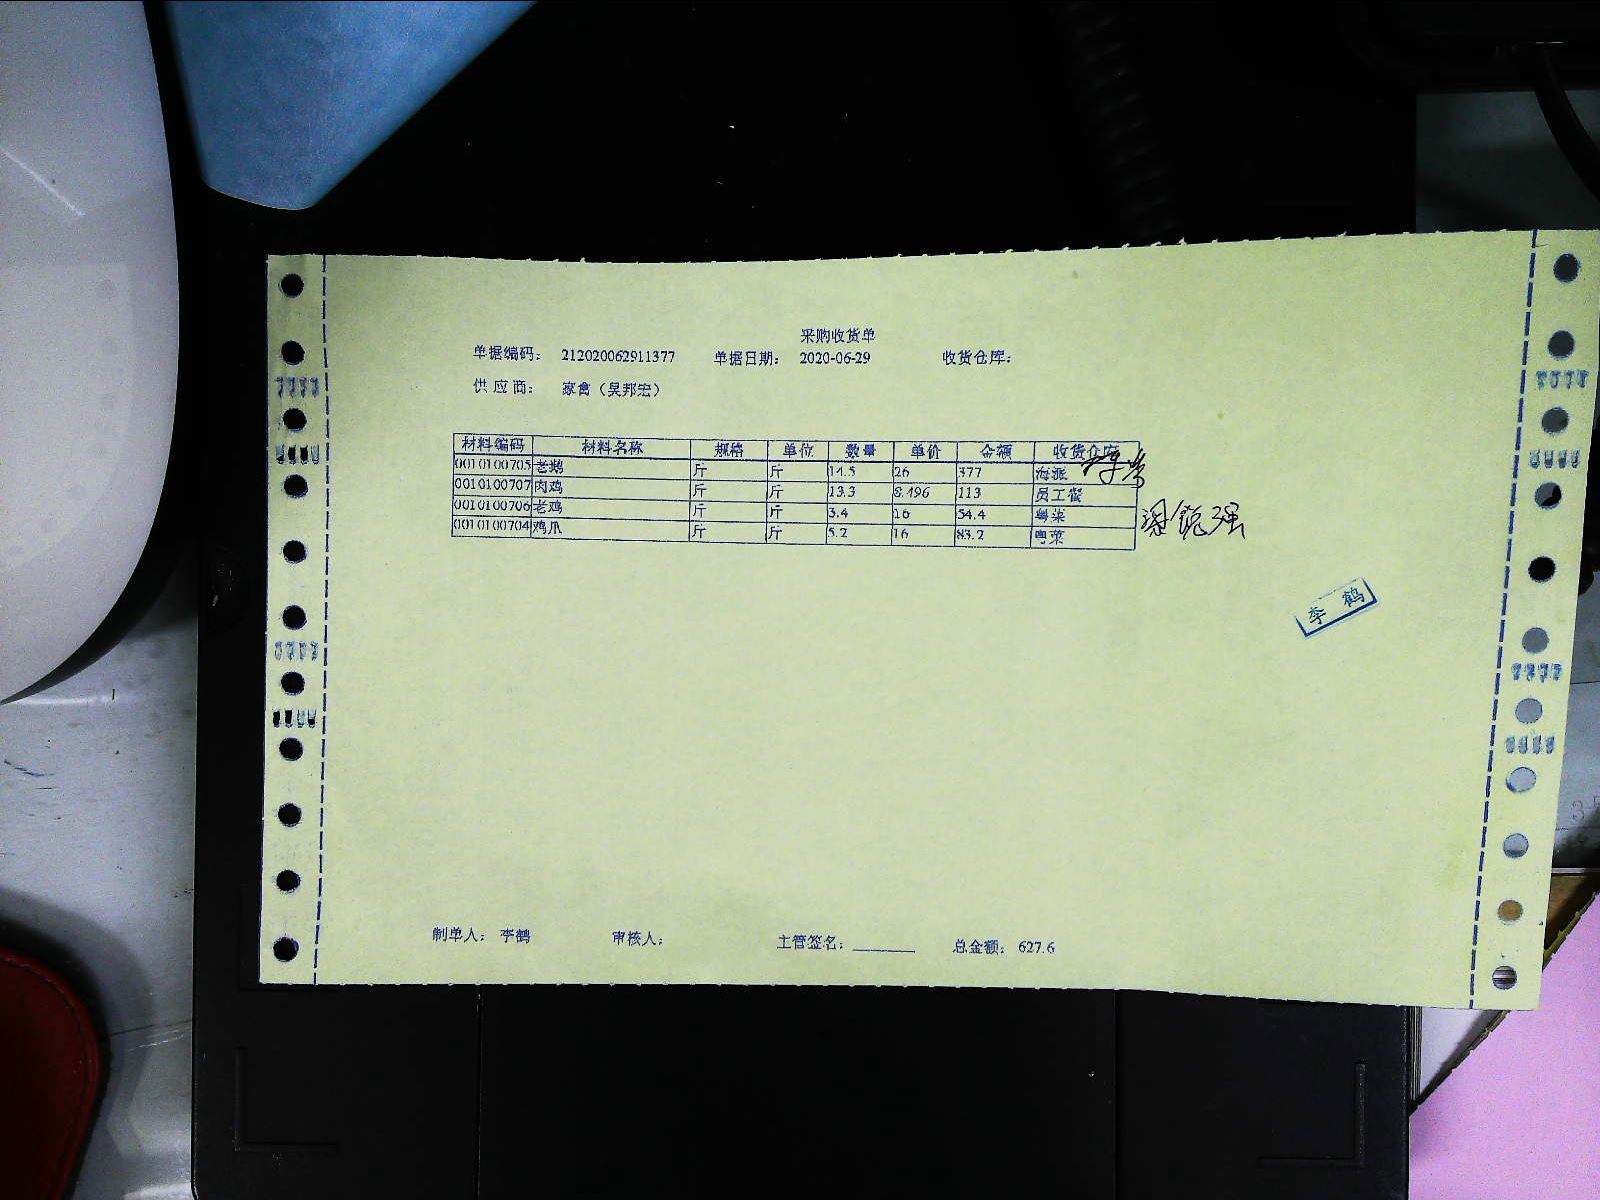 采购收货单
单据编码： 212020062911377 单据日期： 2020-06-29 收货仓库：
供应商： 家禽（吴邦宏）
材料编码 材料名称 规格 单位 数量 单价 金额 收货仓库
0010100705 老鹅 斤 斤 14.5 26 377 海派
0010100707 肉鸡 斤 斤 13.3 8.496 113 员工餐
0010100706 老鸡 斤 斤 3.4 16 54.4 粤菜
0010100704 鸡爪 斤 斤 5.2 16 83.2 粤菜
李鹤
制单人： 李鹤 审核人： 主管签名： 总金额： 627.6